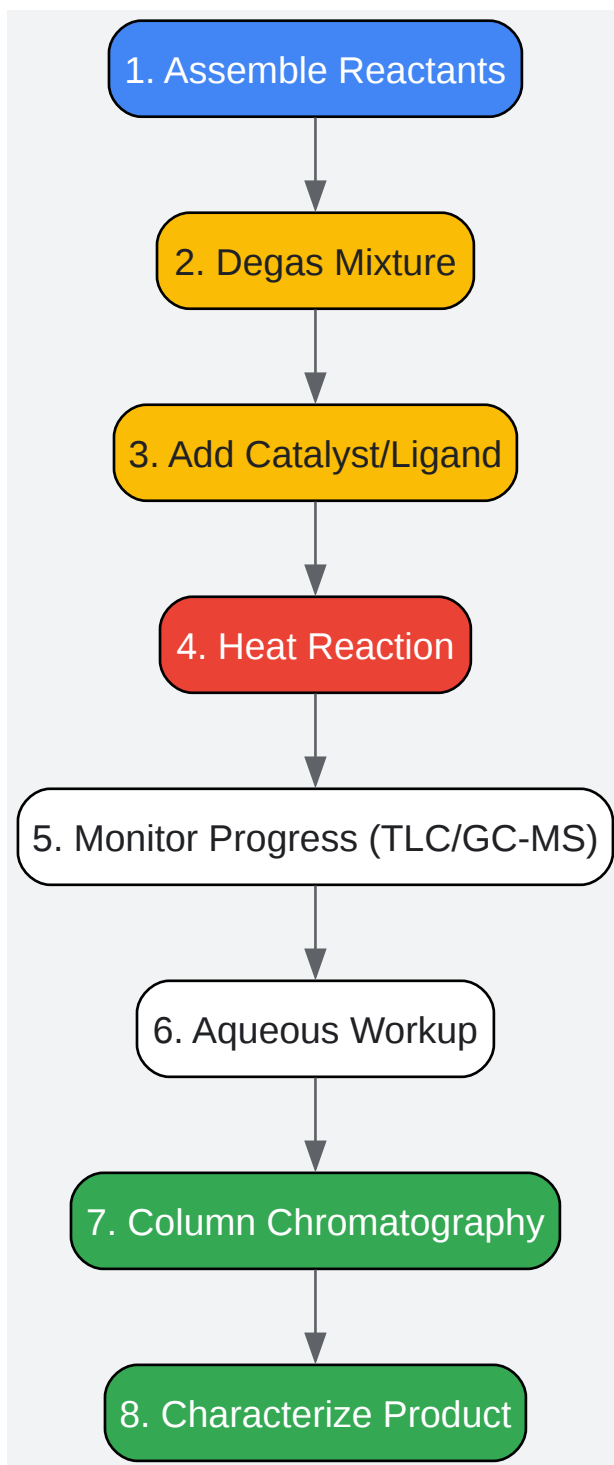 1. Assemble Reactants
2. Degas Mixture
3. Add Catalyst/Ligand
4. Heat Reaction
5. Monitor Progress (TLC/GC-MS)
6. Aqueous Workup
7. Column Chromatography
8. Characterize Product